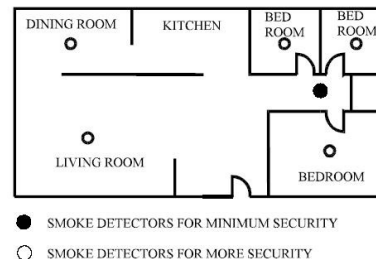 DINING ROOM
KITCHEN
BED
ROOM
BED
ROOM
LIVING ROOM
BEDROOM
SMOKE DETECTORS FOR MINIMUM SECURITY
SMOKE DETECTORS FOR MORE SECURITY